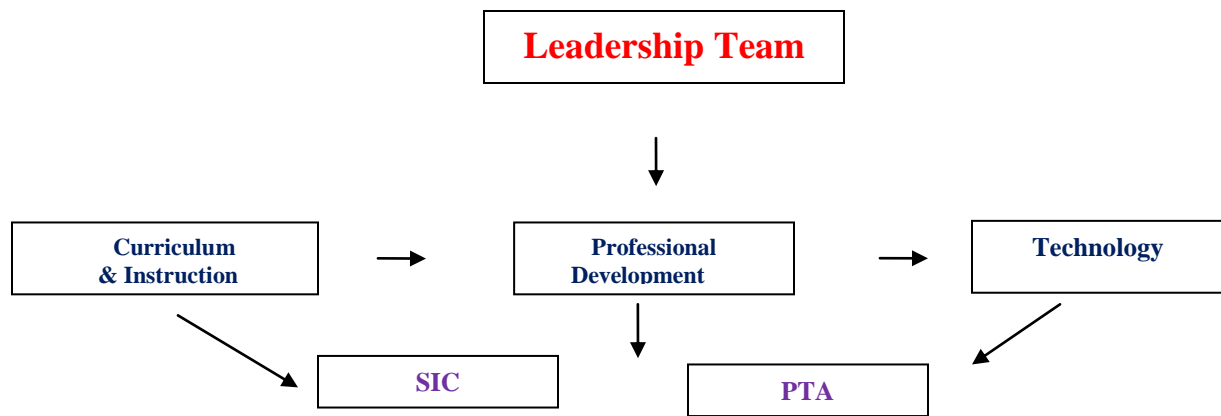 Leadership Team
Curriculum
& Instruction
Professional
Development
Technology
SIC
PTA